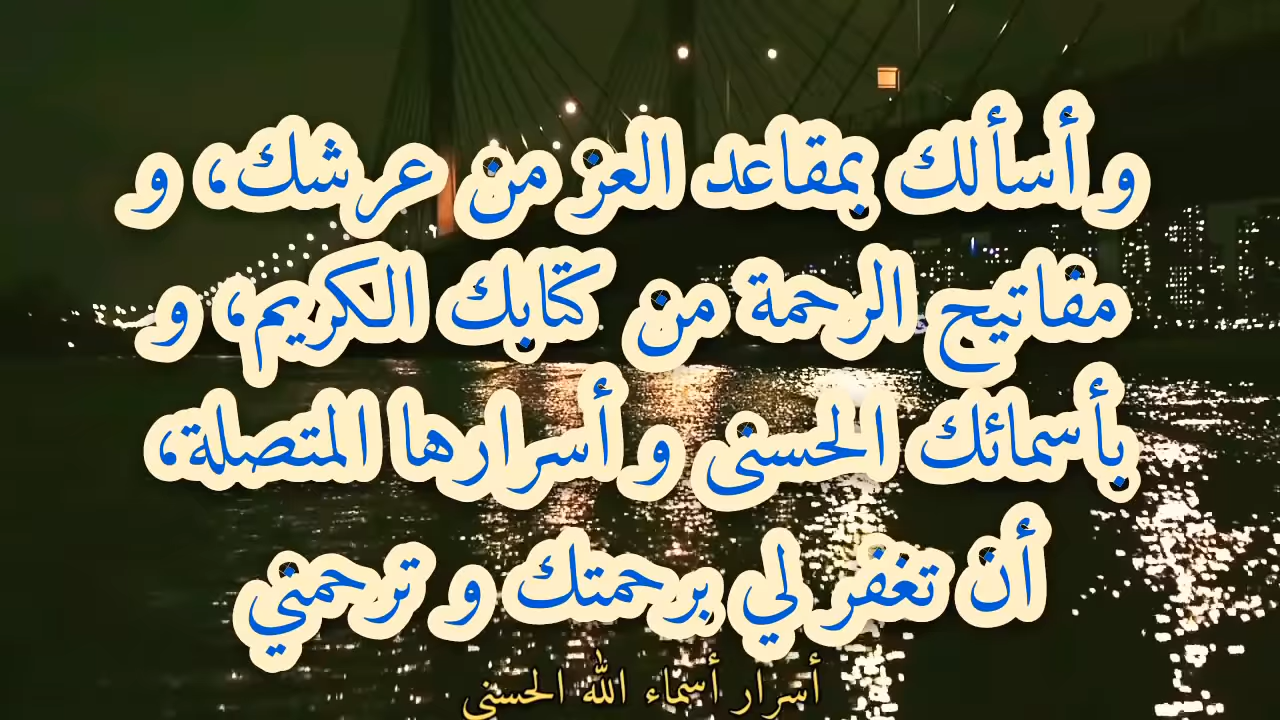 و أسألك بمقاعد العز من عرشك، و
مفاتيح الرحمة من كتابك الكريم، و
بأسمائك الحسنى و أسرارها المتصلة،
أن تغفر لي برحمتك و ترحمني
أسرار أسماء الله الحسنى